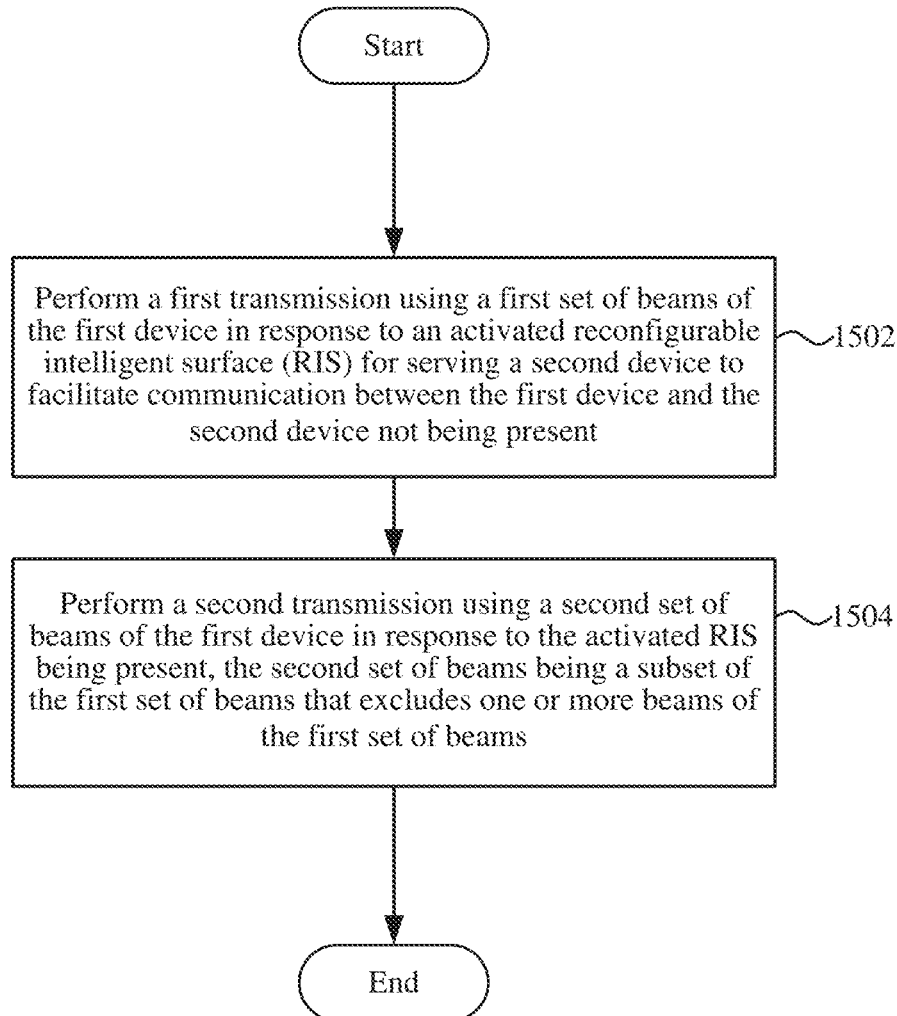 Start
Perform a first transmission using a first set of beams of
the first device in response to an activated reconfigurable
intelligent surface (RIS) for serving a second device to
facilitate communication between the first device and the
second device not being present
1502
Perform a second transmission using a second set of
beams of the first device in response to the activated RIS
being present, the second set of beams being a subset of
the first set of beams that excludes one or more beams of
the first set of beams
1504
End